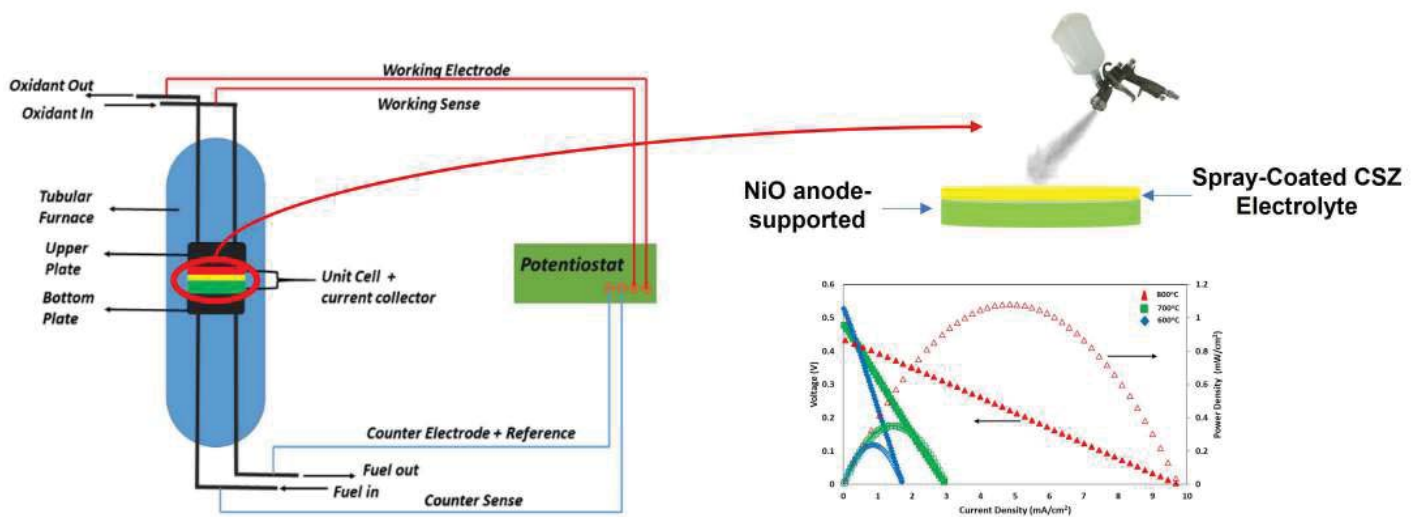 Oxidant Out
Oxidant In
Working Electrode
Working Sense
Tubular
Furnace
Upper
Plate
Bottom
Plate
Unit Cell +
current collector
Potentiostat
Counter Electrode + Reference
Fuel out
Fuel in
Counter Sense
NiO anode-
supported
Spray-Coated CSZ
Electrolyte
0.6
0.5
0.4
0.3
0.2
0.1
0
Voltage (V)
800°C
700°C
600°C
1.2
1
0.8
0.6
0.4
0.2
0
Power Density (mW/cm²)
0 1 2 3 4 5 6 7 8 9 10
Current Density (mA/cm²)